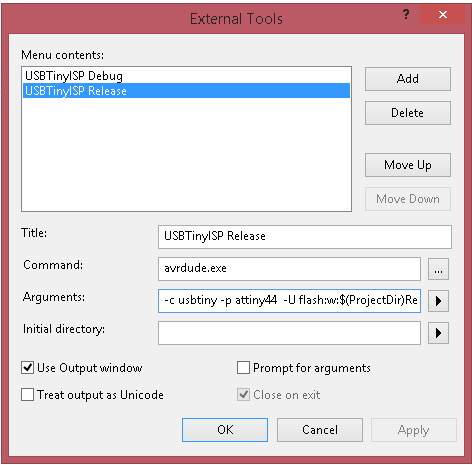 External Tools
?
Menu contents:
USBTinyISP Debug
USBTinyISP Release
Add
Delete
Move Up
Move Down
Title:
USBTinyISP Release
Command:
avrdude.exe
...
Arguments:
-c usbtiny -p attiny44  -U flash:w:$(ProjectDir)Re
Initial directory:
Use Output window
Prompt for arguments
Treat output as Unicode
Close on exit
OK
Cancel
Apply